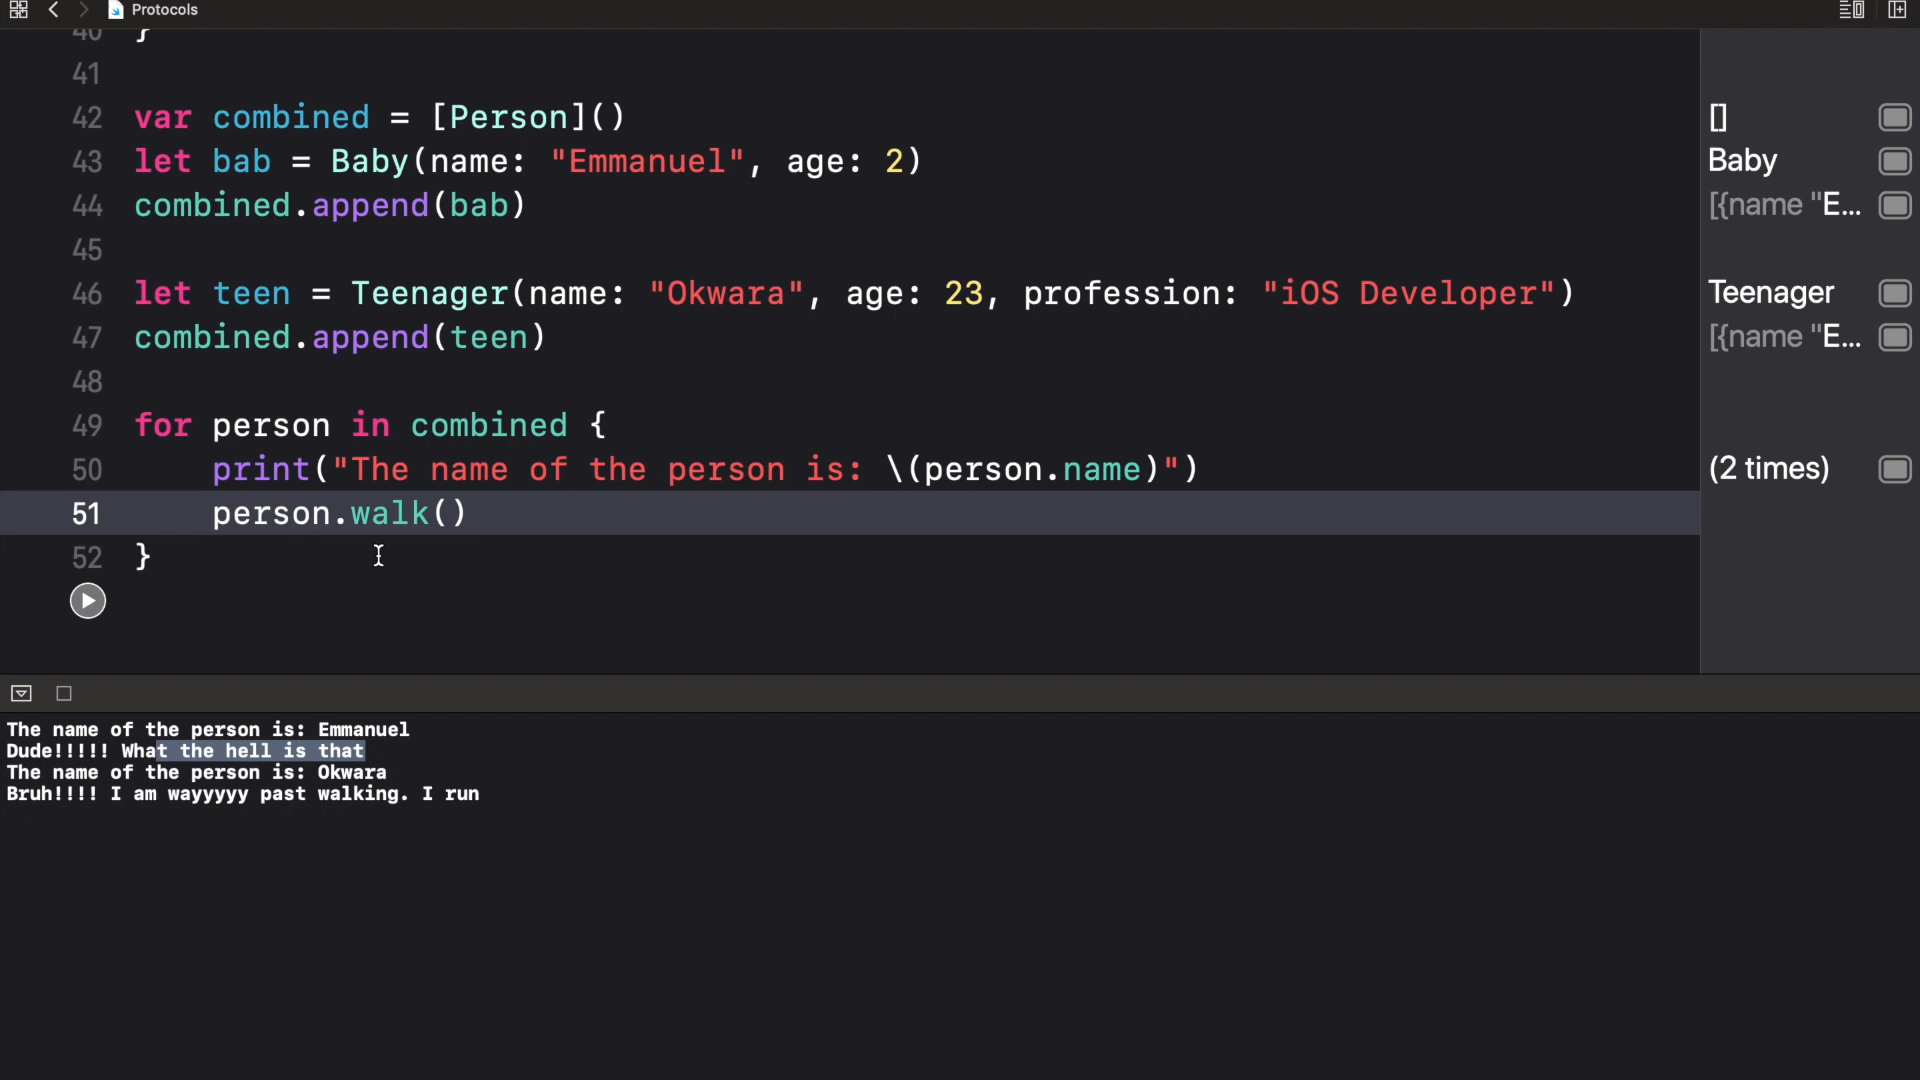 Protocols
40 }
41
42 var combined = [Person]() []
43 let bab = Baby(name: "Emmanuel", age: 2) Baby
44 combined.append(bab) [{name "E...
45
46 let teen = Teenager(name: "Okwara", age: 23, profession: "iOS Developer") Teenager
47 combined.append(teen) [{name "E...
48
49 for person in combined {
50 print("The name of the person is: \(person.name)") (2 times)
51 person.walk()
52 }
The name of the person is: Emmanuel
Dude!!!!! What the hell is that
The name of the person is: Okwara
Bruh!!!! I am wayyyyy past walking. I run